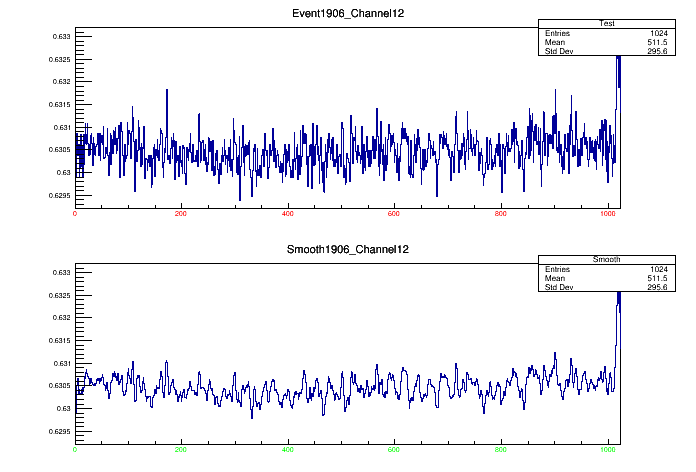 Event1906_Channel12
Test
Entries 1024
Mean 511.5
Std Dev 295.6
0.633
0.6325
0.632
0.6315
0.631
0.6305
0.63
0.6295
0 200 400 600 800 1000
Smooth1906_Channel12
Smooth
Entries 1024
Mean 511.5
Std Dev 295.6
0.633
0.6325
0.632
0.6315
0.631
0.6305
0.63
0.6295
0 200 400 600 800 1000